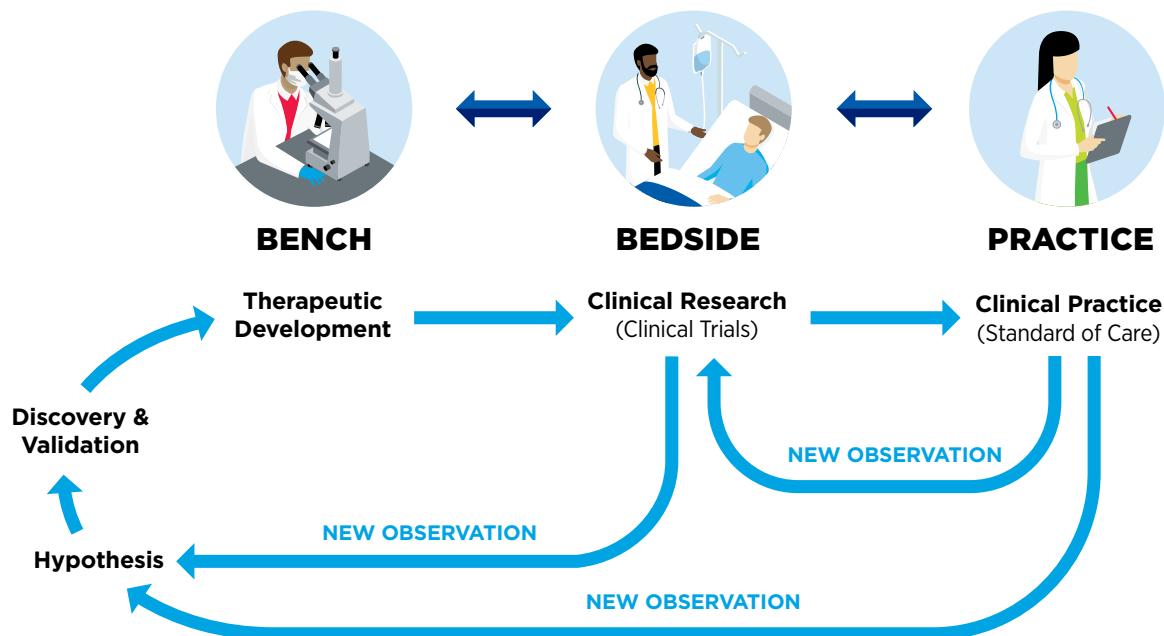 BENCH
BEDSIDE
PRACTICE
Therapeutic
Development
Clinical Research
(Clinical Trials)
Clinical Practice
(Standard of Care)
Discovery &
Validation
NEW OBSERVATION
NEW OBSERVATION
Hypothesis
NEW OBSERVATION